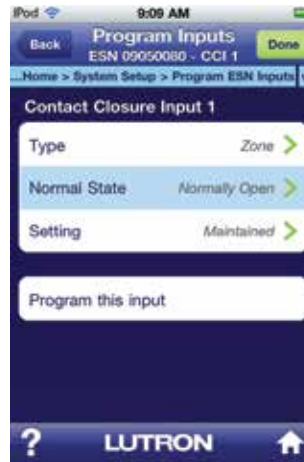 iPod 9:09 AM
Back Program Inputs Done
ESN 09050080 - CCI 1
...Home > System Setup > Program ESN Inputs
Contact Closure Input 1
Type Zone >
Normal State Normally Open >
Setting Maintained >
Program this input
? LUTRON